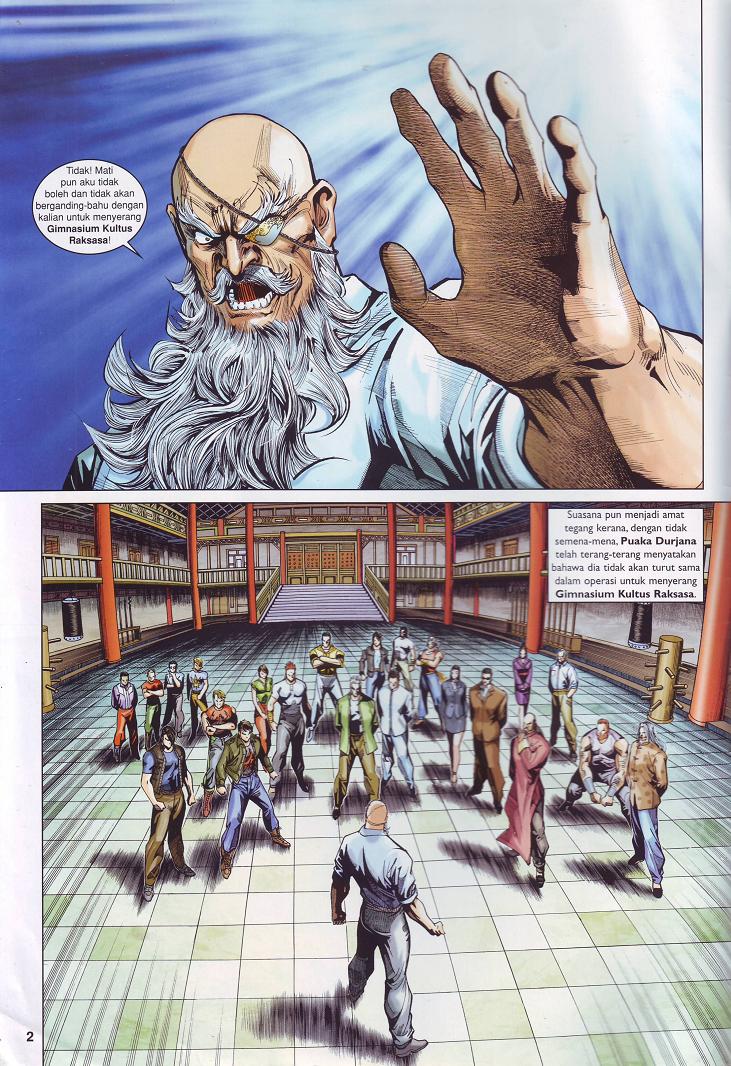 Tidak! Mati
pun aku tidak
boleh dan tidak akan
berganding-bahu dengan
kalian untuk menyerang
Gimnasium Kultus
Raksasa!
Suasana pun menjadi amat
tegang kerana, dengan tidak
semena-mena, Puaka Durjana
telah terang-terang menyatakan
bahawa dia tidak akan turut sama
dalam operasi untuk menyerang
Gimnasium Kultus Raksasa.
2